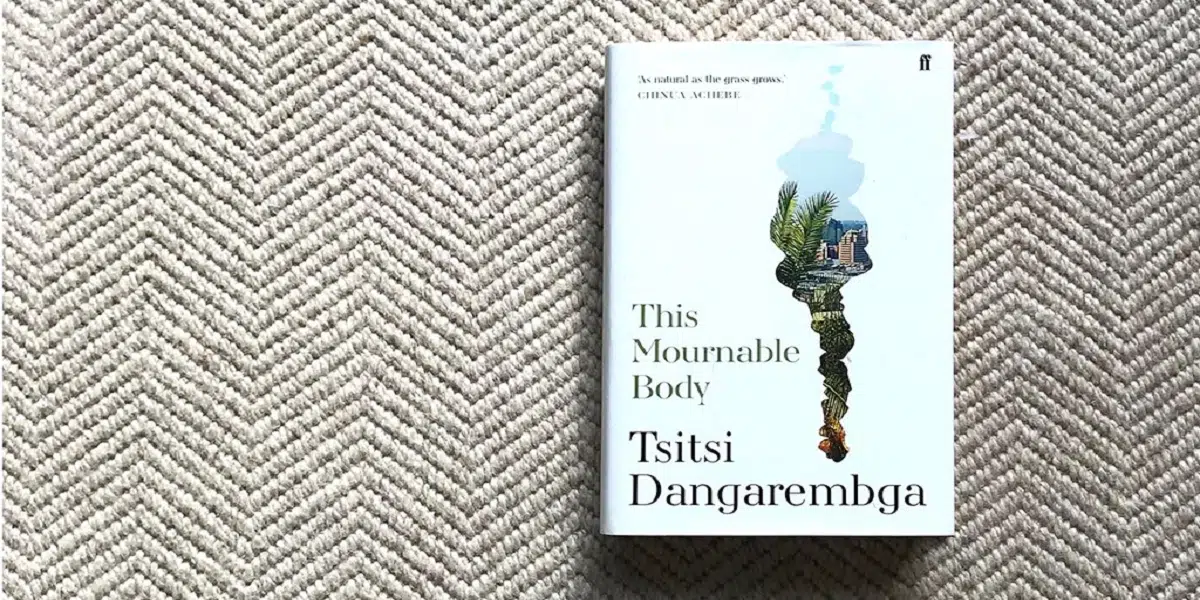 'As natural as the grass grows.'
CHINUA ACHEBE
ff
This
Mournable
Body
Tsitsi
Dangarembga